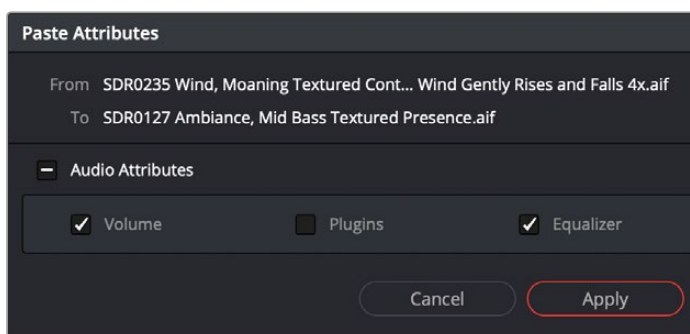 Paste Attributes
From SDR0235 Wind, Moaning Textured Cont... Wind Gently Rises and Falls 4x.aif
To SDR0127 Ambiance, Mid Bass Textured Presence.aif
Audio Attributes
Volume Plugins Equalizer
Cancel Apply